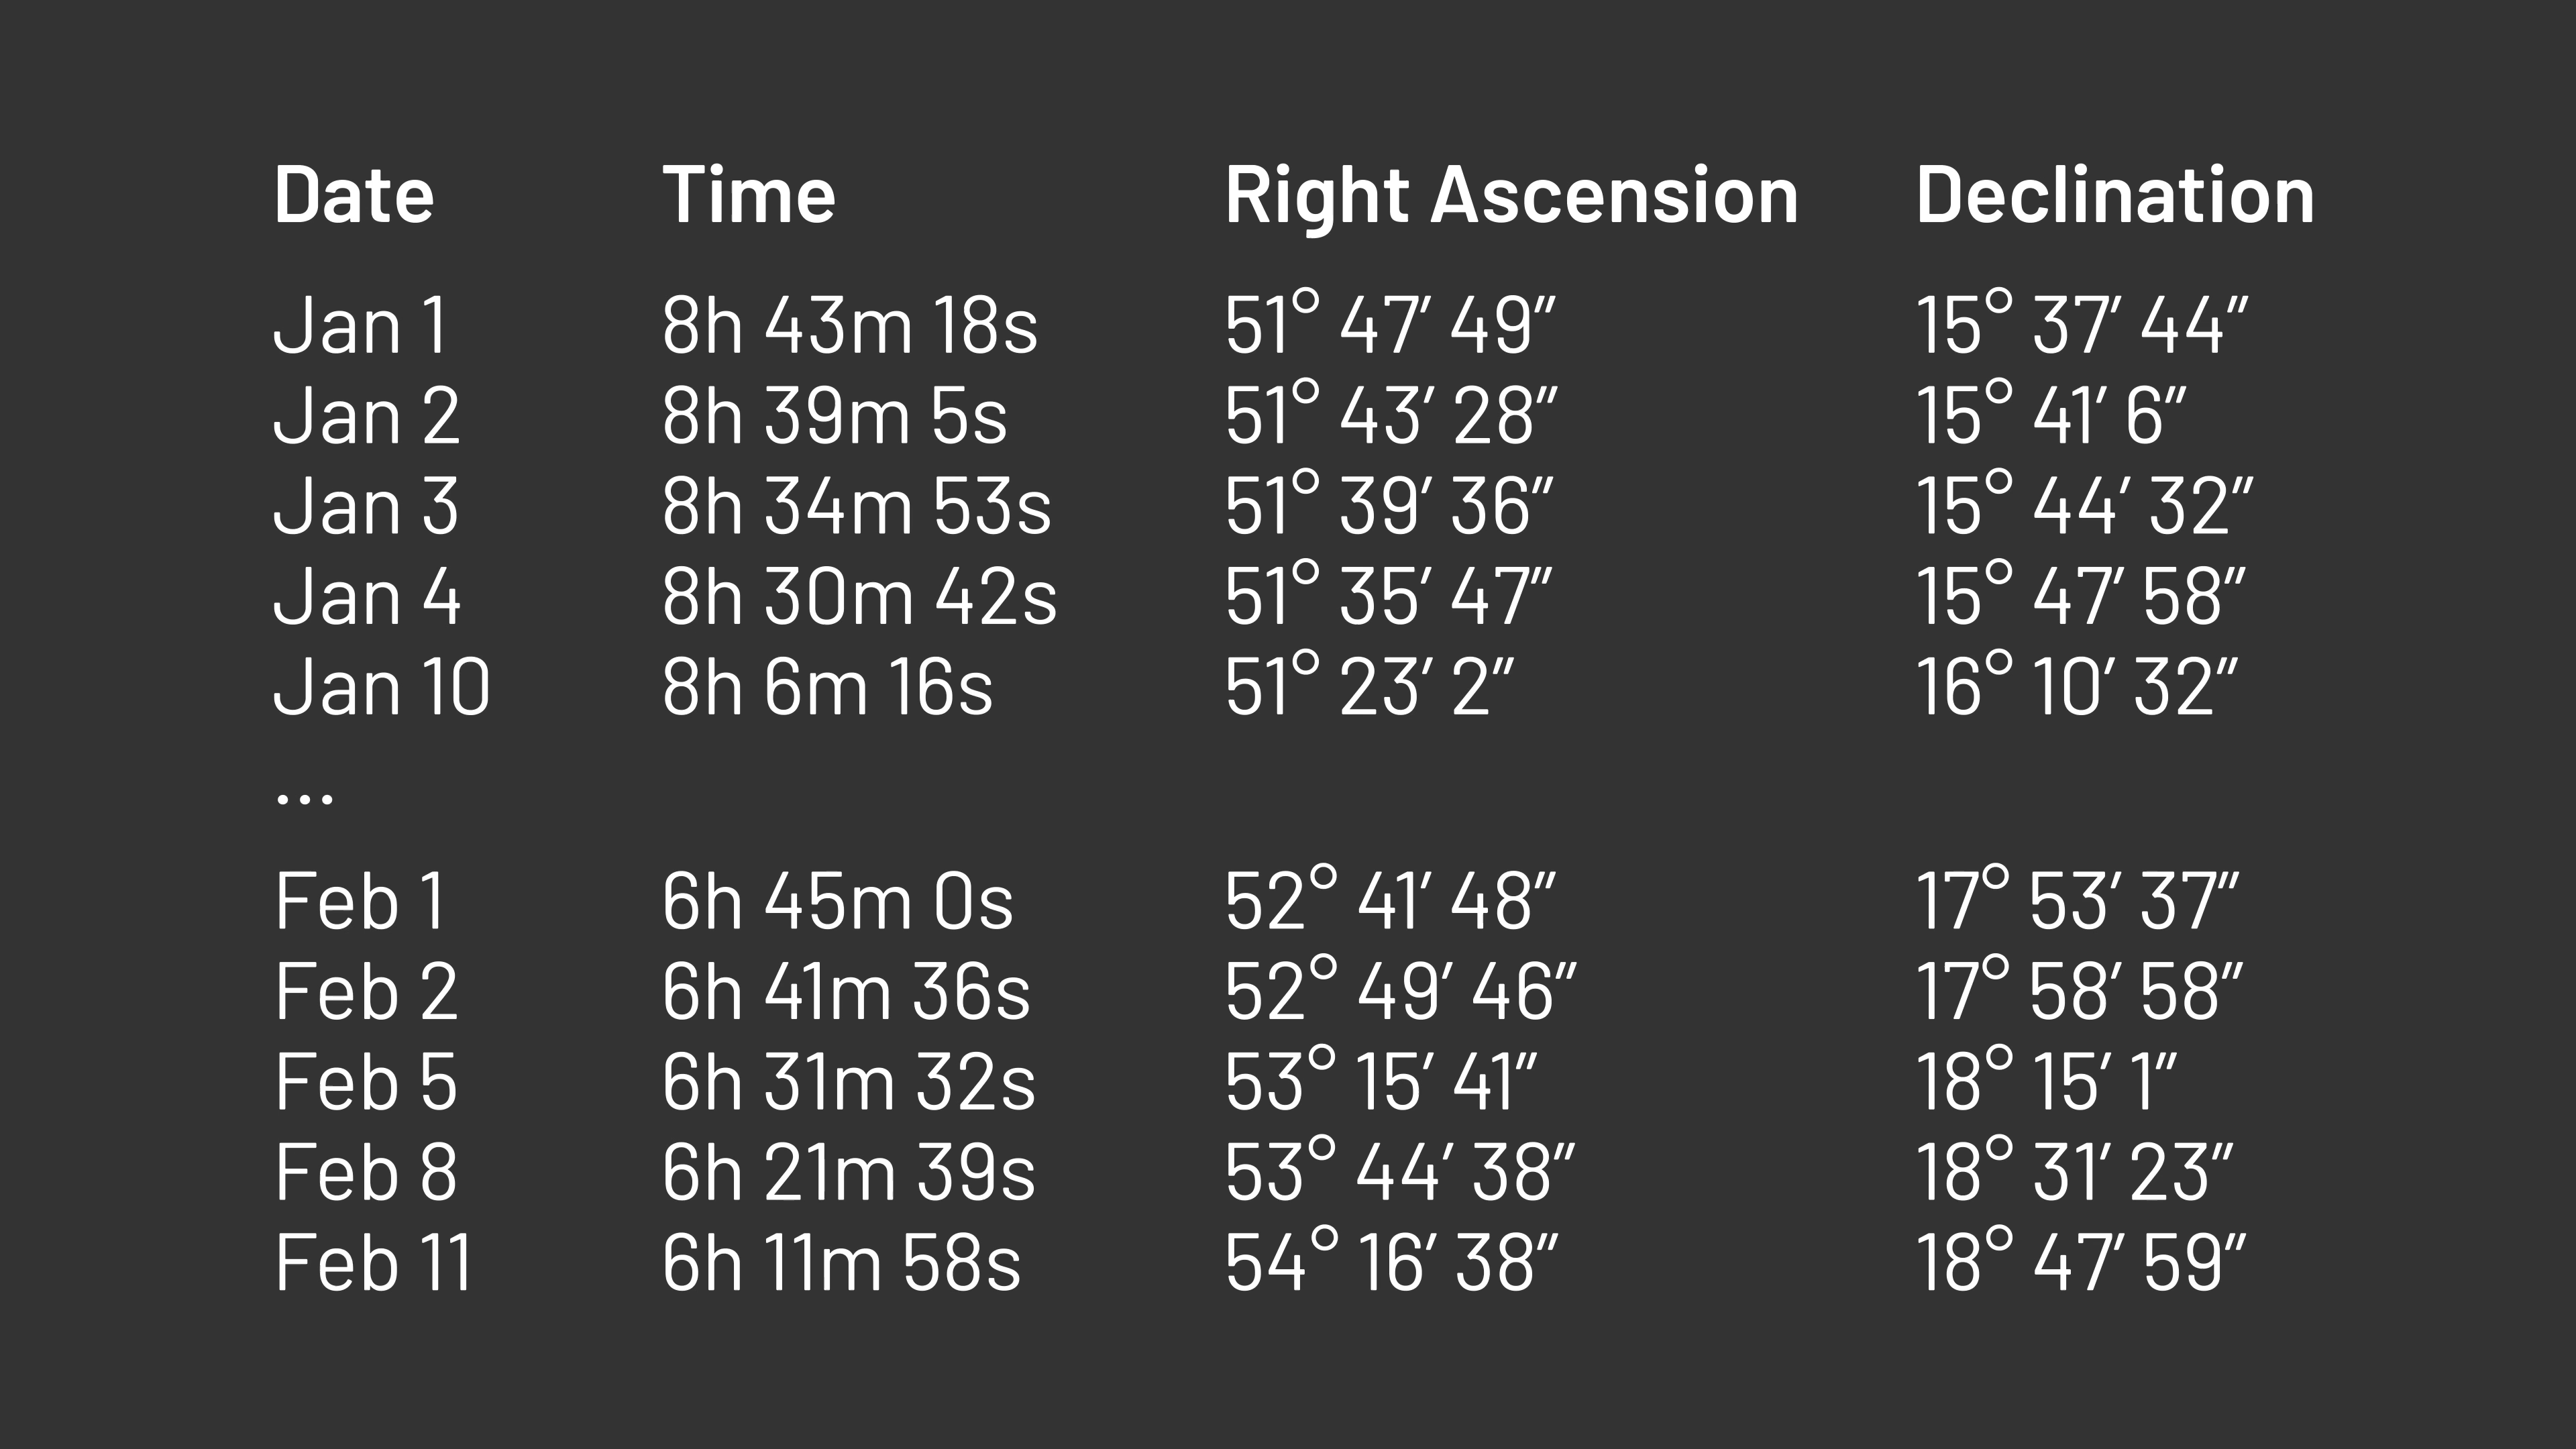 Date Time Right Ascension Declination
Jan 1 8h 43m 18s 51° 47′ 49″ 15° 37′ 44″
Jan 2 8h 39m 5s 51° 43′ 28″ 15° 41′ 6″
Jan 3 8h 34m 53s 51° 39′ 36″ 15° 44′ 32″
Jan 4 8h 30m 42s 51° 35′ 47″ 15° 47′ 58″
Jan 10 8h 6m 16s 51° 23′ 2″ 16° 10′ 32″
...
Feb 1 6h 45m 0s 52° 41′ 48″ 17° 53′ 37″
Feb 2 6h 41m 36s 52° 49′ 46″ 17° 58′ 58″
Feb 5 6h 31m 32s 53° 15′ 41″ 18° 15′ 1″
Feb 8 6h 21m 39s 53° 44′ 38″ 18° 31′ 23″
Feb 11 6h 11m 58s 54° 16′ 38″ 18° 47′ 59″